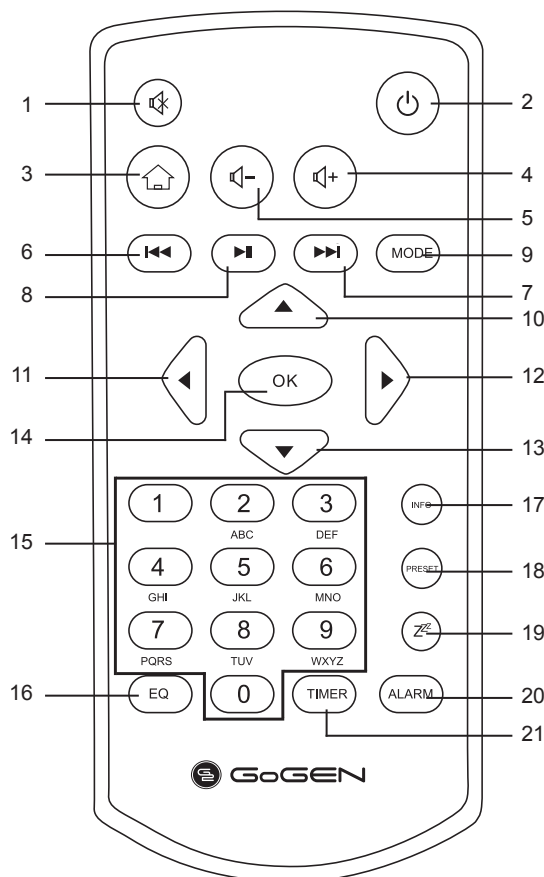 1
2
3
4
5
6
MODE
9
8
7
10
11
OK
12
14
13
1 2 3
ABC DEF
INFO
17
15
4 5 6
GHI JKL MNO
PRESET
18
7 8 9
PQRS TUV WXYZ
ZZZ
19
16
EQ 0 TIMER ALARM
20
21
GoGEN